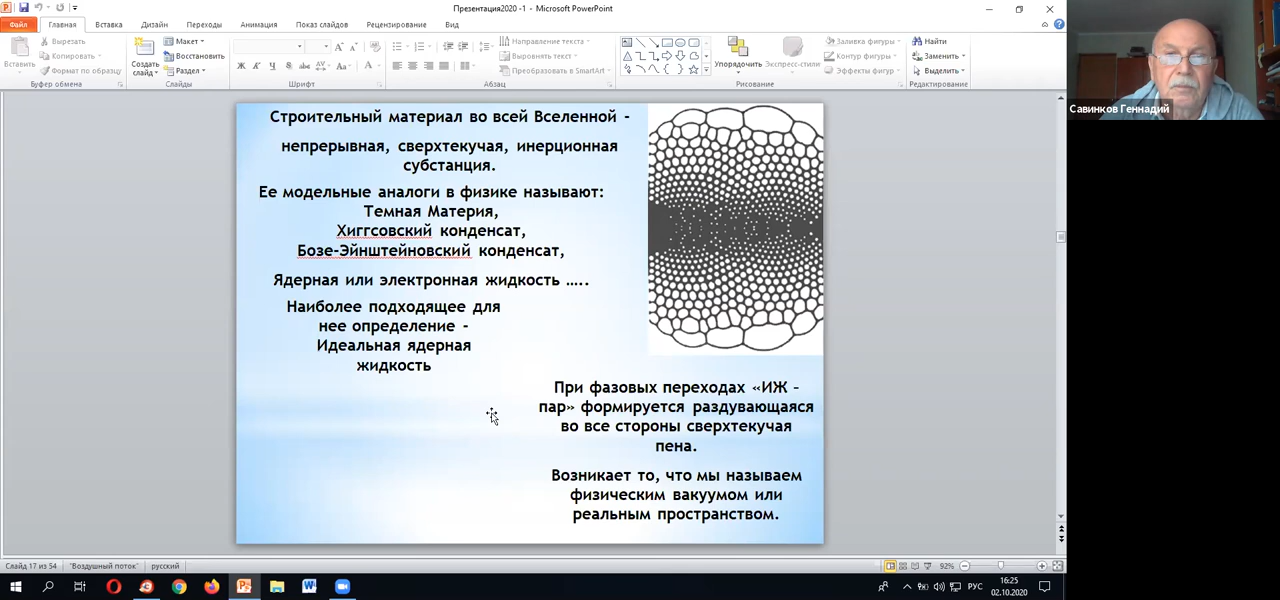 Презентация2020 -1 - Microsoft PowerPoint
Файл Главная Вставка Дизайн Переходы Анимация Показ слайдов Рецензирование Вид
Вставить
Вырезать
Копировать
Формат по образцу
Буфер обмена
Создать слайд
Макет
Восстановить
Раздел
Слайды
Ж К Ч S abc AV Aa А
Шрифт
Направление текста
Выровнять текст
Преобразовать в SmartArt
Абзац
Упорядочить
Экспресс-стили
Заливка фигуры
Контур фигуры
Эффекты фигур
Рисование
Найти
Заменить
Выделить
Редактирование
Савинков Геннадий
Строительный материал во всей Вселенной -
непрерывная, сверхтекучая, инерционная
субстанция.
Ее модельные аналоги в физике называют:
Темная Материя,
Хиггсовский конденсат,
Бозе-Эйнштейновский конденсат,
Ядерная или электронная жидкость …..
Наиболее подходящее для
нее определение -
Идеальная ядерная
жидкость
При фазовых переходах «ИЖ –
пар» формируется раздувающаяся
во все стороны сверхтекучая
пена.
Возникает то, что мы называем
физическим вакуумом или
реальным пространством.
Слайд 17 из 54 "Воздушный поток" русский 92%
РУС
16:25
02.10.2020